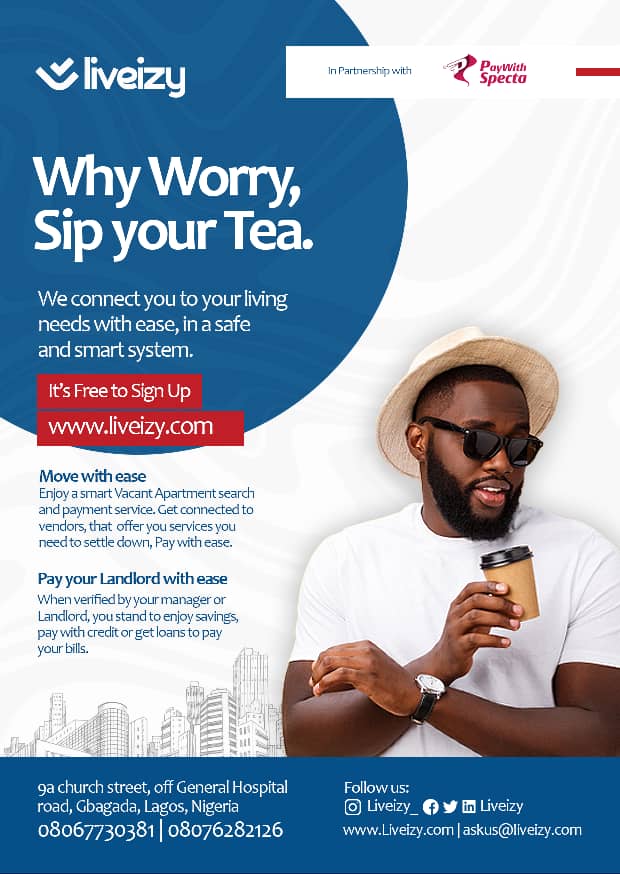 liveizy
In Partnership with
PayWith
Specta
Why Worry,
Sip your Tea.
We connect you to your living
needs with ease, in a safe
and smart system.
It's Free to Sign Up
www.liveizy.com
Move with ease
Enjoy a smart Vacant Apartment search
and payment service. Get connected to
vendors, that offer you services you
need to settle down, Pay with ease.
Pay your Landlord with ease
When verified by your manager or
Landlord, you stand to enjoy savings,
pay with credit or get loans to pay
your bills.
9a church street, off General Hospital
road, Gbagada, Lagos, Nigeria
08067730381 | 08076282126
Follow us:
Liveizy_ Liveizy
www.Liveizy.com | askus@liveizy.com